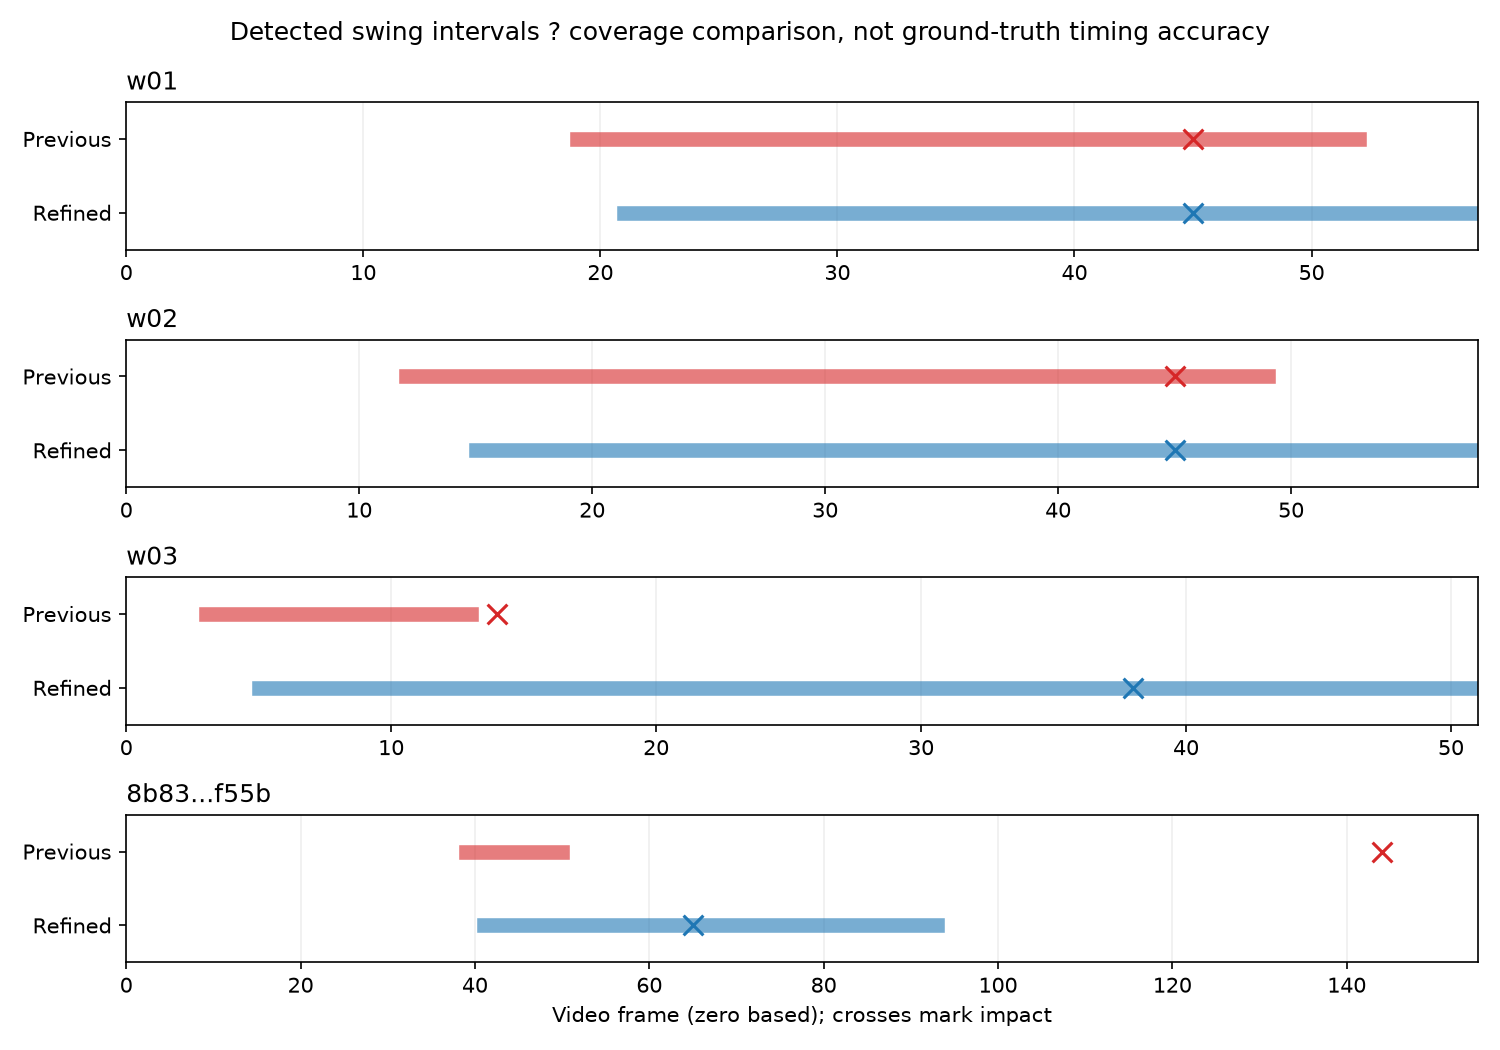 Detected swing intervals ? coverage comparison, not ground-truth timing accuracy
w01
Previous
Refined
0 10 20 30 40 50
w02
Previous
Refined
0 10 20 30 40 50
w03
Previous
Refined
0 10 20 30 40 50
8b83...f55b
Previous
Refined
0 20 40 60 80 100 120 140
Video frame (zero based); crosses mark impact